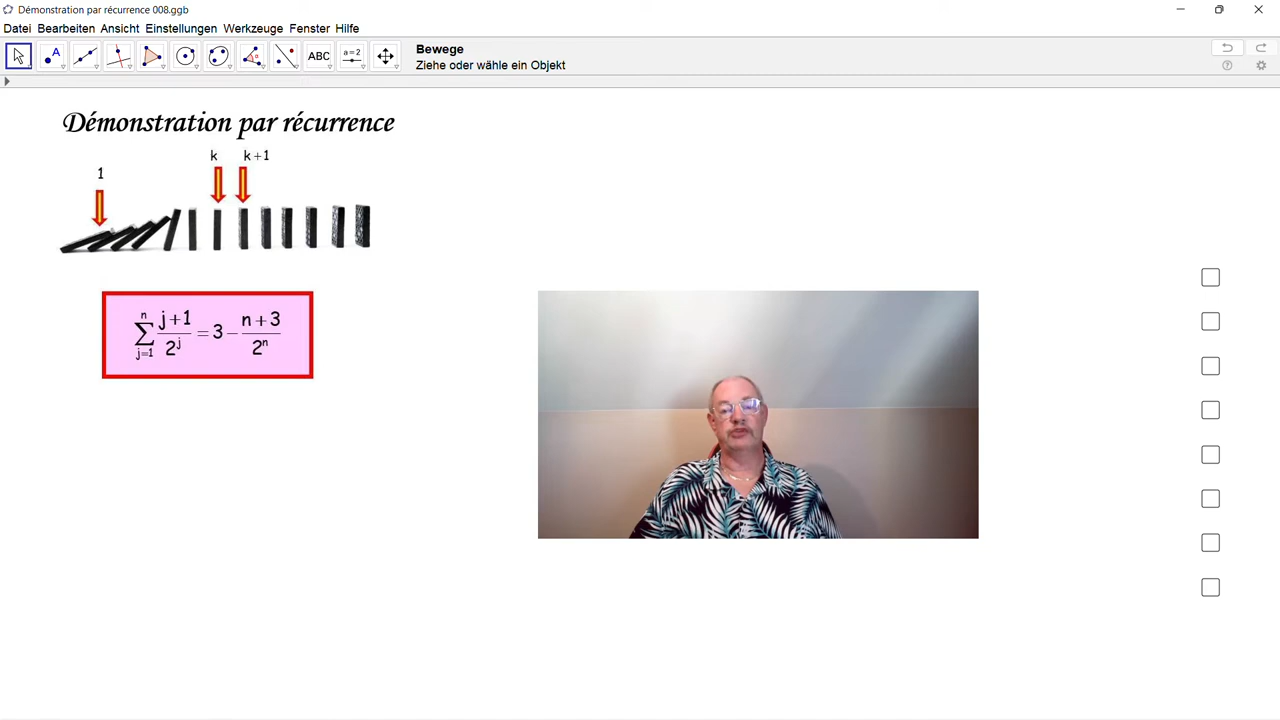 Démonstration par récurrence 008.ggb
Datei Bearbeiten Ansicht Einstellungen Werkzeuge Fenster Hilfe
A
ABC
a=2
Bewege
Ziehe oder wähle ein Objekt
Démonstration par récurrence
1
k
k+1
n
∑ (j+1)/2^j = 3 − (n+3)/2^n
j=1